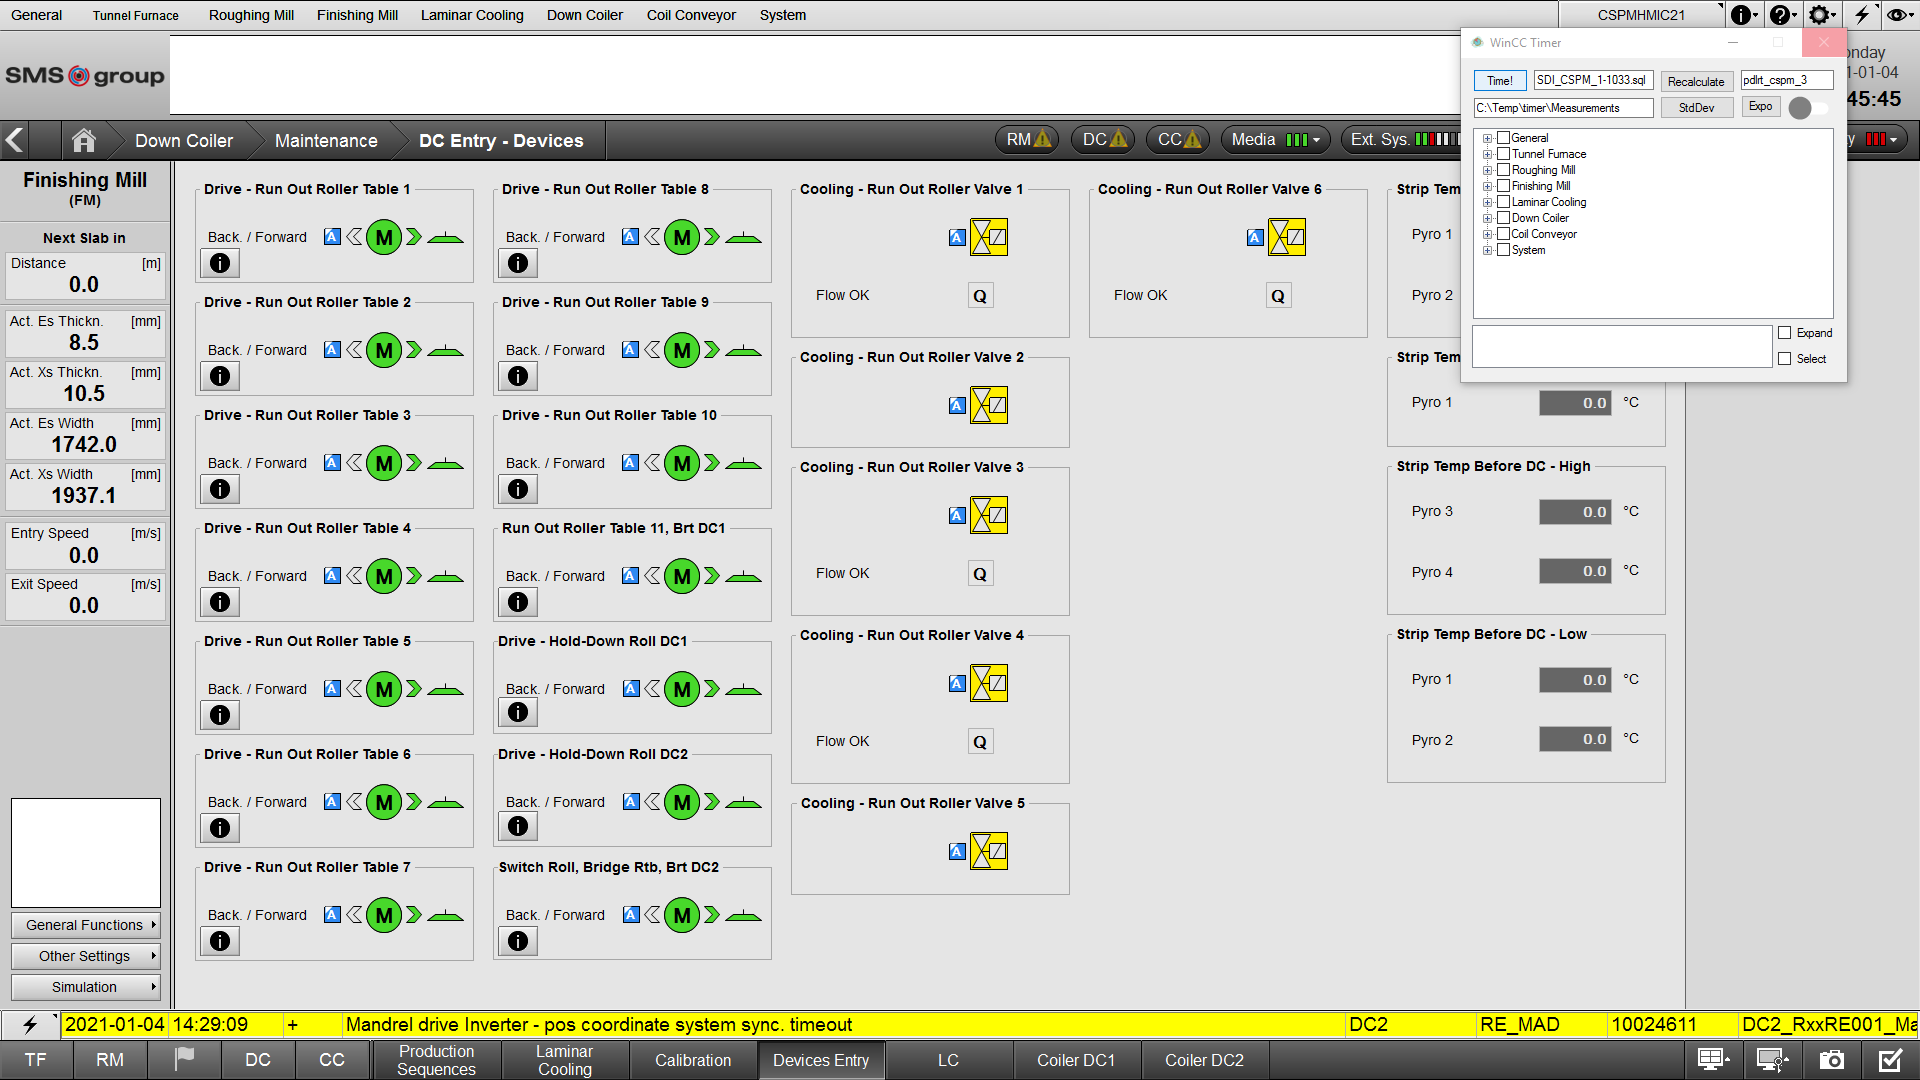 General
Tunnel Furnace
Roughing Mill
Finishing Mill
Laminar Cooling
Down Coiler
Coil Conveyor
System
CSPMHMIC21
SMS group
WinCC Timer
Time!
SDI_CSPM_1-1033.sql
Recalculate
pdlrt_cspm_3
C:\Temp\timer\Measurements
StdDev
Expo
General
Tunnel Furnace
Roughing Mill
Finishing Mill
Laminar Cooling
Down Coiler
Coil Conveyor
System
Expand
Select
45:45
Down Coiler
Maintenance
DC Entry - Devices
RM
DC
CC
Media
Ext. Sys.
Finishing Mill
(FM)
Next Slab in
Distance [m]
0.0
Act. Es Thickn. [mm]
8.5
Act. Xs Thickn. [mm]
10.5
Act. Es Width [mm]
1742.0
Act. Xs Width [mm]
1937.1
Entry Speed [m/s]
0.0
Exit Speed [m/s]
0.0
General Functions
Other Settings
Simulation
Drive - Run Out Roller Table 1
Back. / Forward A M
i
Drive - Run Out Roller Table 2
Back. / Forward A M
i
Drive - Run Out Roller Table 3
Back. / Forward A M
i
Drive - Run Out Roller Table 4
Back. / Forward A M
i
Drive - Run Out Roller Table 5
Back. / Forward A M
i
Drive - Run Out Roller Table 6
Back. / Forward A M
i
Drive - Run Out Roller Table 7
Back. / Forward A M
i
Drive - Run Out Roller Table 8
Back. / Forward A M
i
Drive - Run Out Roller Table 9
Back. / Forward A M
i
Drive - Run Out Roller Table 10
Back. / Forward A M
i
Run Out Roller Table 11, Brt DC1
Back. / Forward A M
i
Drive - Hold-Down Roll DC1
Back. / Forward A M
i
Drive - Hold-Down Roll DC2
Back. / Forward A M
i
Switch Roll, Bridge Rtb, Brt DC2
Back. / Forward A M
i
Cooling - Run Out Roller Valve 1
A
Flow OK Q
Cooling - Run Out Roller Valve 2
A
Cooling - Run Out Roller Valve 3
A
Flow OK Q
Cooling - Run Out Roller Valve 4
A
Flow OK Q
Cooling - Run Out Roller Valve 5
A
Cooling - Run Out Roller Valve 6
A
Flow OK Q
Strip Temp
Pyro 1
Pyro 2
Strip Temp
Pyro 1 0.0 °C
Strip Temp Before DC - High
Pyro 3 0.0 °C
Pyro 4 0.0 °C
Strip Temp Before DC - Low
Pyro 1 0.0 °C
Pyro 2 0.0 °C
2021-01-04 14:29:09 + Mandrel drive Inverter - pos coordinate system sync. timeout DC2 RE_MAD 10024611 DC2_RxxRE001_Ma
TF
RM
DC
CC
Production
Sequences
Laminar
Cooling
Calibration
Devices Entry
LC
Coiler DC1
Coiler DC2